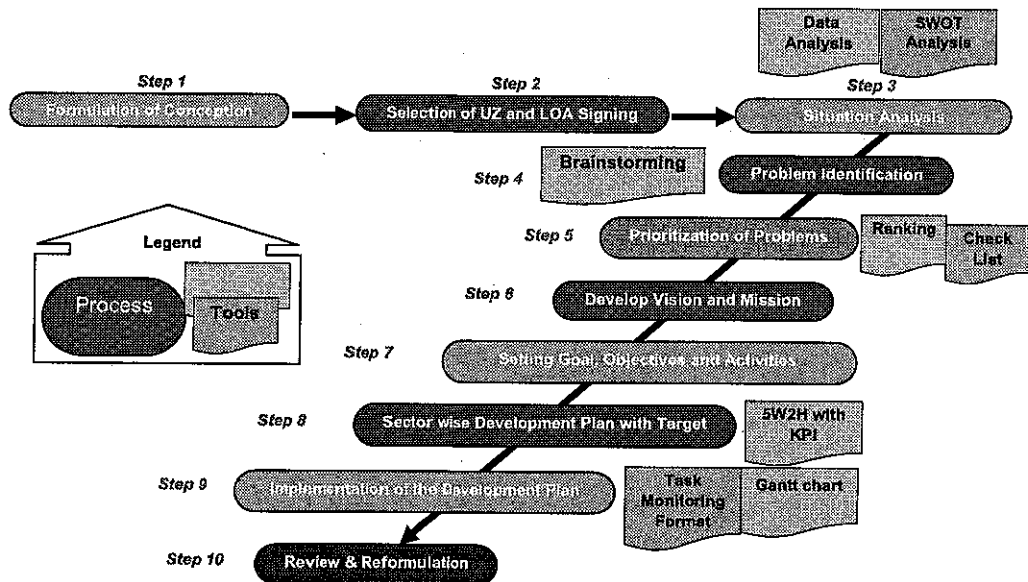 Data
Analysis
SWOT
Analysis
Step 1
Step 2
Step 3
Formulation of Conception
Selection of UZ and LOA Signing
Situation Analysis
Step 4
Brainstorming
Problem Identification
Step 5
Prioritization of Problems
Ranking
Check
List
Legend
Process
Tools
Step 6
Develop Vision and Mission
Step 7
Setting Goal, Objectives and Activities
Step 8
Sector wise Development Plan with Target
5W2H with
KPI
Step 9
Implementation of the Development Plan
Task
Monitoring
Format
Gantt chart
Step 10
Review & Reformulation